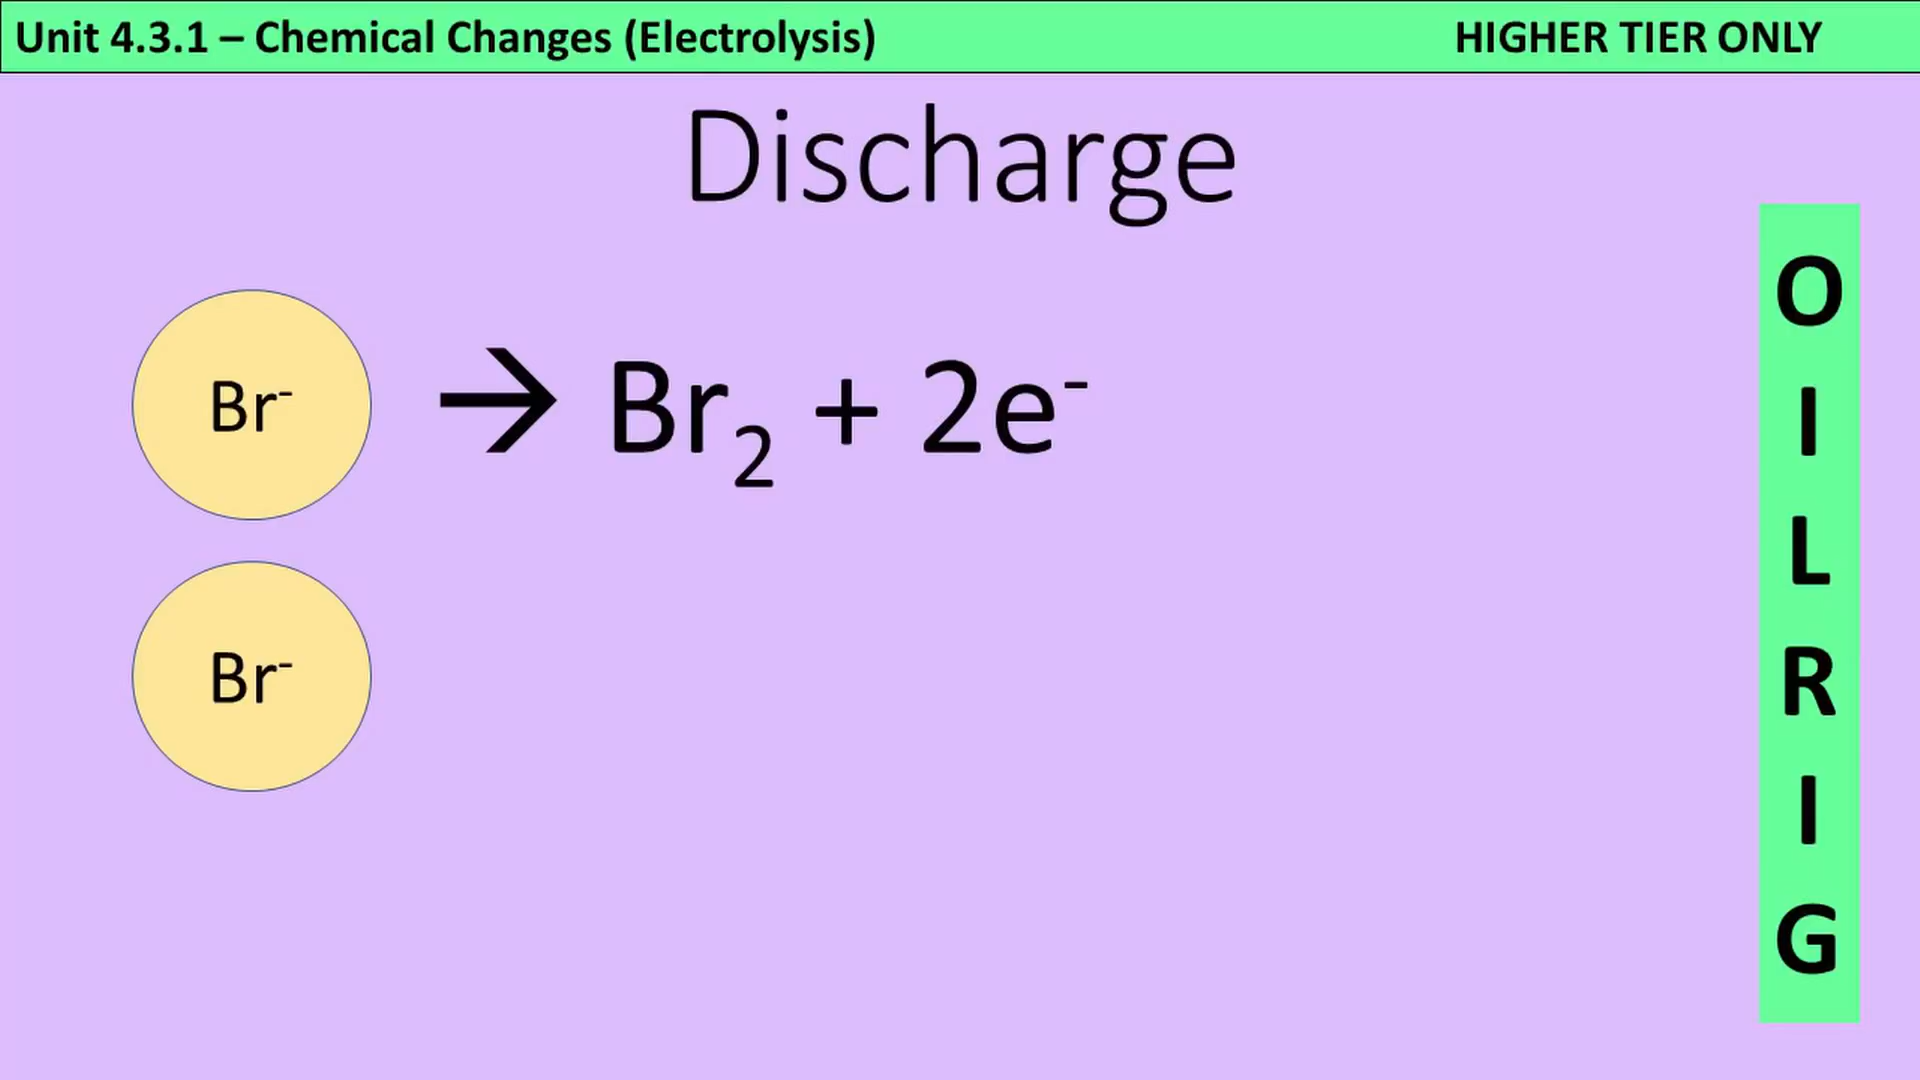 Unit 4.3.1 – Chemical Changes (Electrolysis)
HIGHER TIER ONLY
Discharge
Br⁻ → Br₂ + 2e⁻
Br⁻
O
I
L
R
I
G